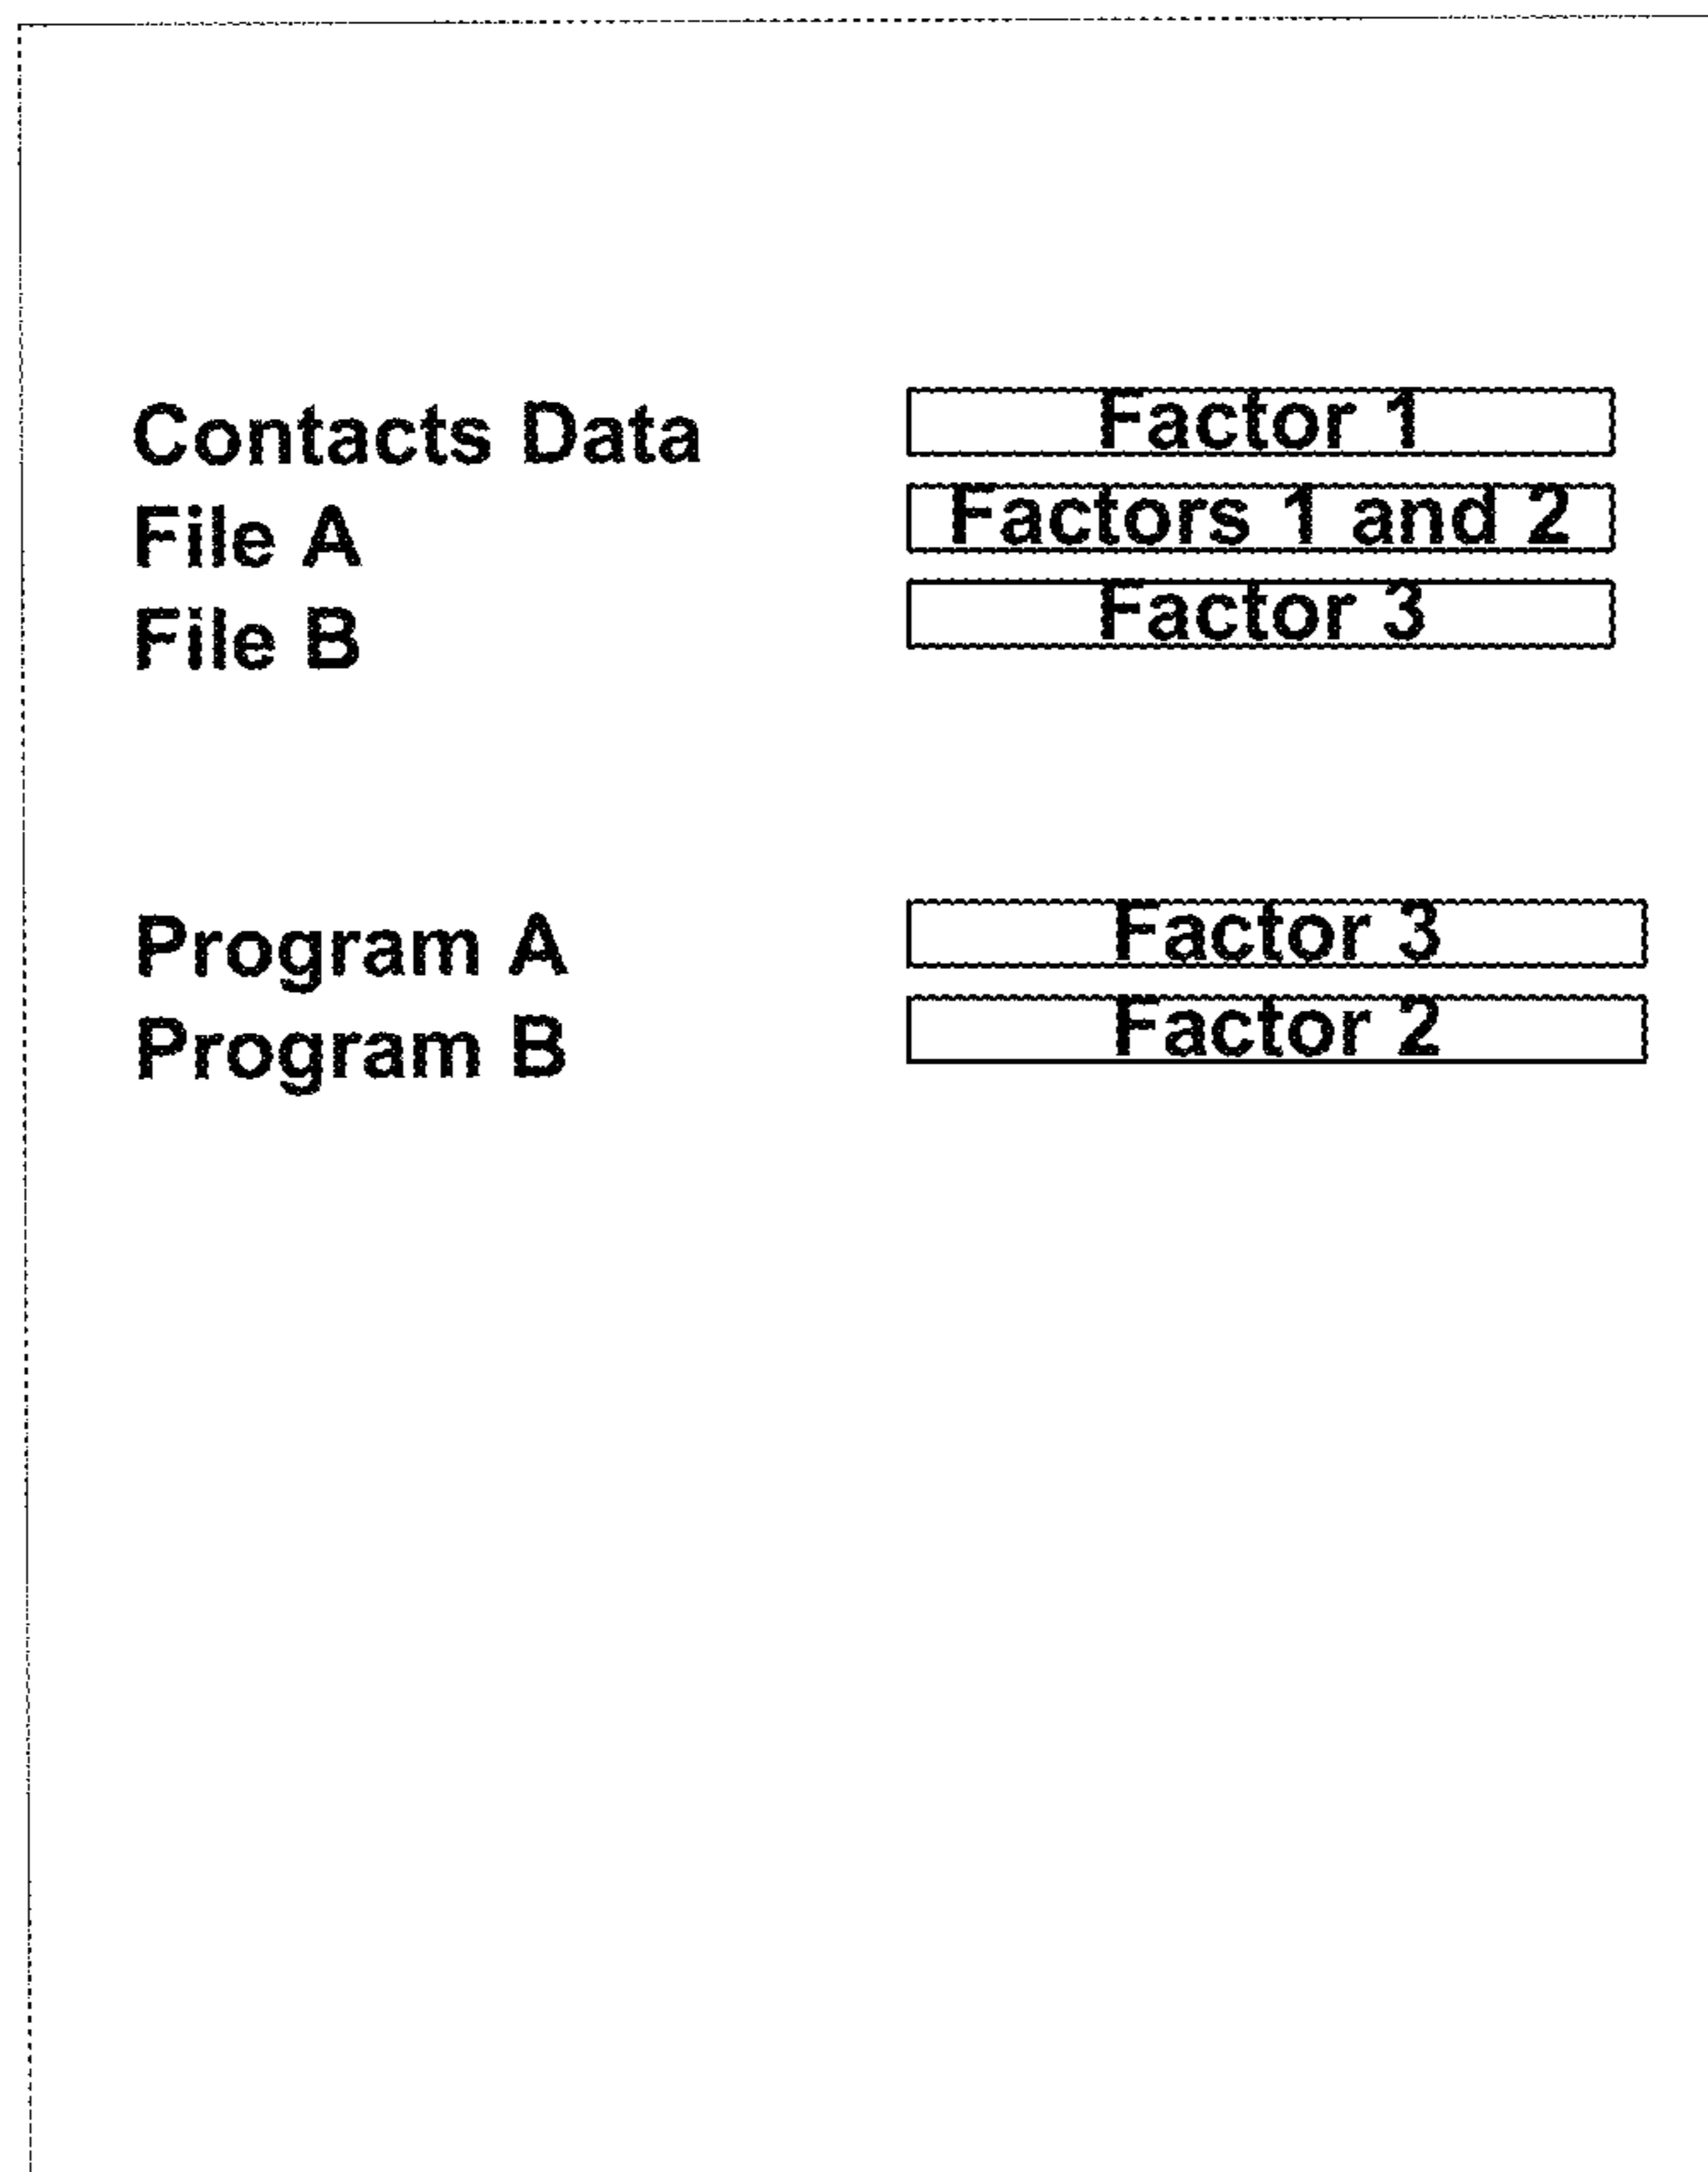 Contacts Data Factor 1
File A Factors 1 and 2
File B Factor 3
Program A Factor 3
Program B Factor 2